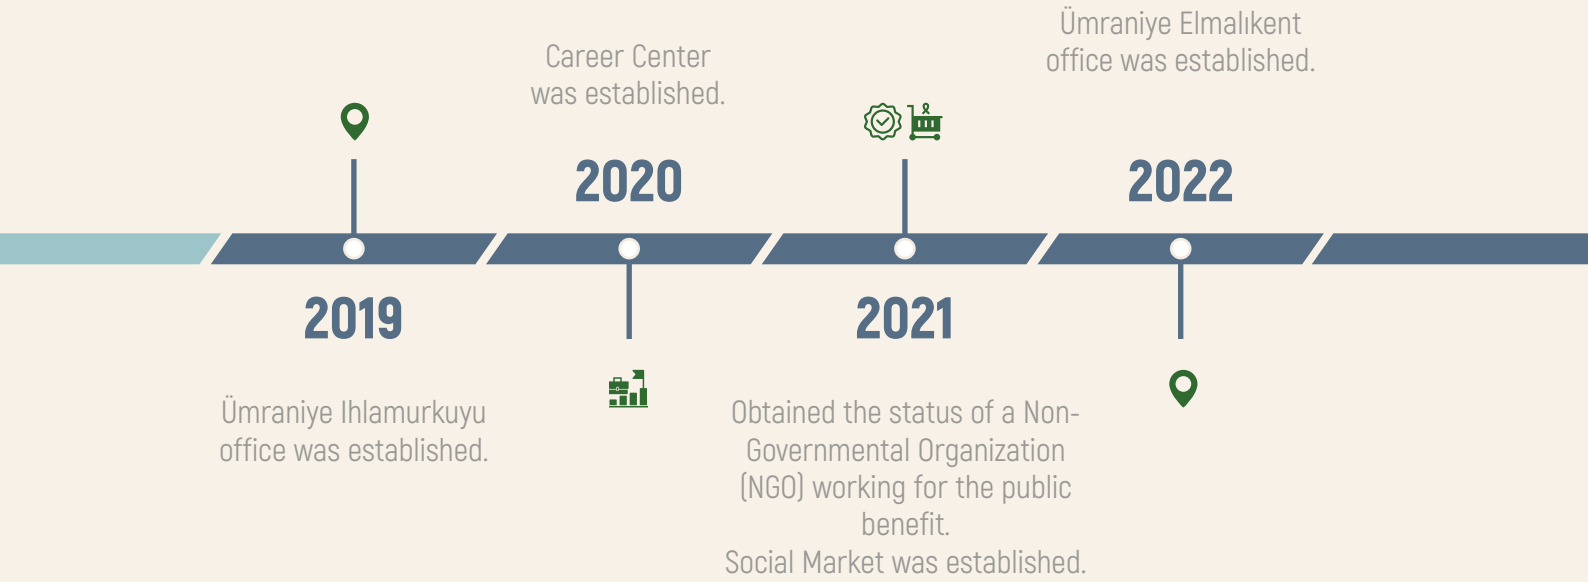 Ümraniye Elmalıkent
office was established.
Career Center
was established.
2020
2022
2019
2021
Ümraniye Ihlamurkuyu
office was established.
Obtained the status of a Non-
Governmental Organization
(NGO) working for the public
benefit.
Social Market was established.